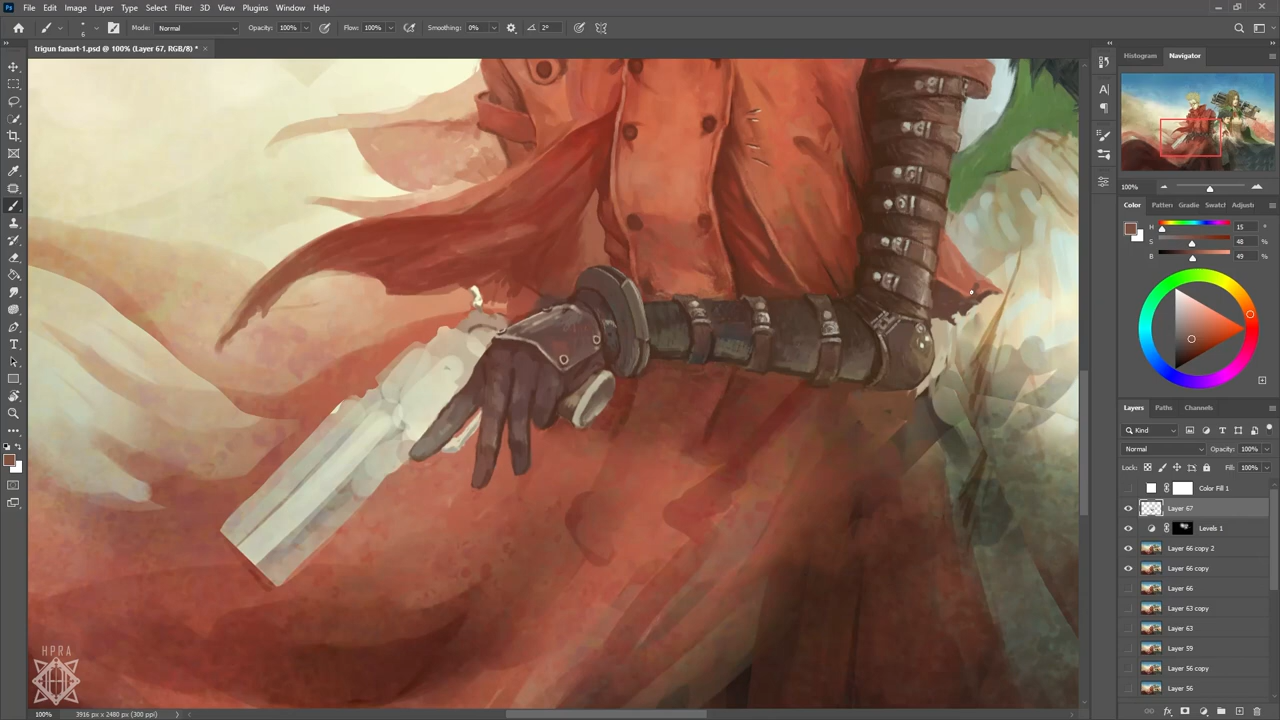 File Edit Image Layer Type Select Filter 3D View Plugins Window Help
6 Mode: Normal Opacity: 100% Flow: 100% Smoothing: 0% 2°
trigun fanart-1.psd @ 100% (Layer 67, RGB/8) * ×
Histogram Navigator
100%
Color Pattern Gradie Swatcl Adjusti
H 15 °
S 48 %
B 49 %
Layers Paths Channels
Kind
Normal Opacity: 100%
Lock: Fill: 100%
Color Fill 1
Layer 67
Levels 1
Layer 66 copy 2
Layer 66 copy
Layer 66
Layer 63 copy
Layer 63
Layer 59
Layer 56 copy
Layer 56
HPRA
100% 3916 px x 2480 px (300 ppi)